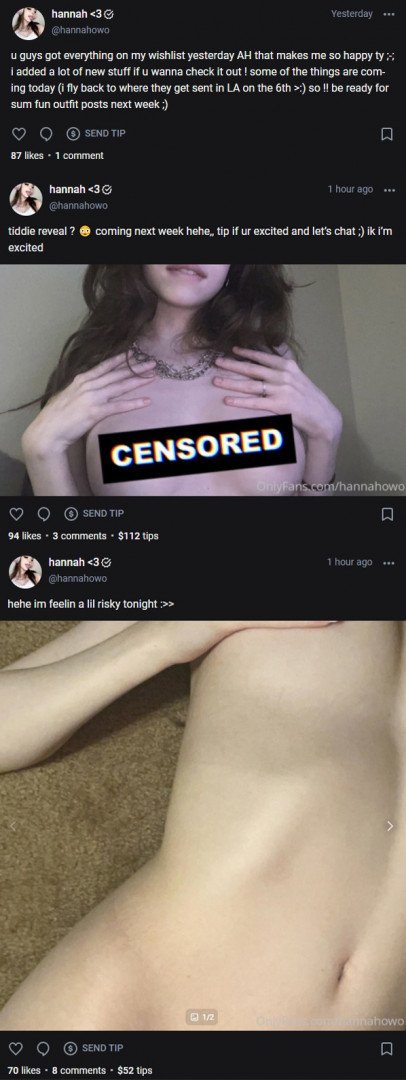 hannah <3
@hannahowo
Yesterday
u guys got everything on my wishlist yesterday AH that makes me so happy ty ;-;
i added a lot of new stuff if u wanna check it out ! some of the things are com-
ing today (i fly back to where they get sent in LA on the 6th >:) so !! be ready for
sum fun outfit posts next week ;)
SEND TIP
87 likes • 1 comment
hannah <3
@hannahowo
1 hour ago
tiddie reveal ? 😳 coming next week hehe,, tip if ur excited and let's chat ;) ik i'm
excited
CENSORED
OnlyFans.com/hannahowo
SEND TIP
94 likes • 3 comments • $112 tips
hannah <3
@hannahowo
1 hour ago
hehe im feelin a lil risky tonight :>>
1/2
OnlyFans.com/hannahowo
SEND TIP
70 likes • 8 comments • $52 tips